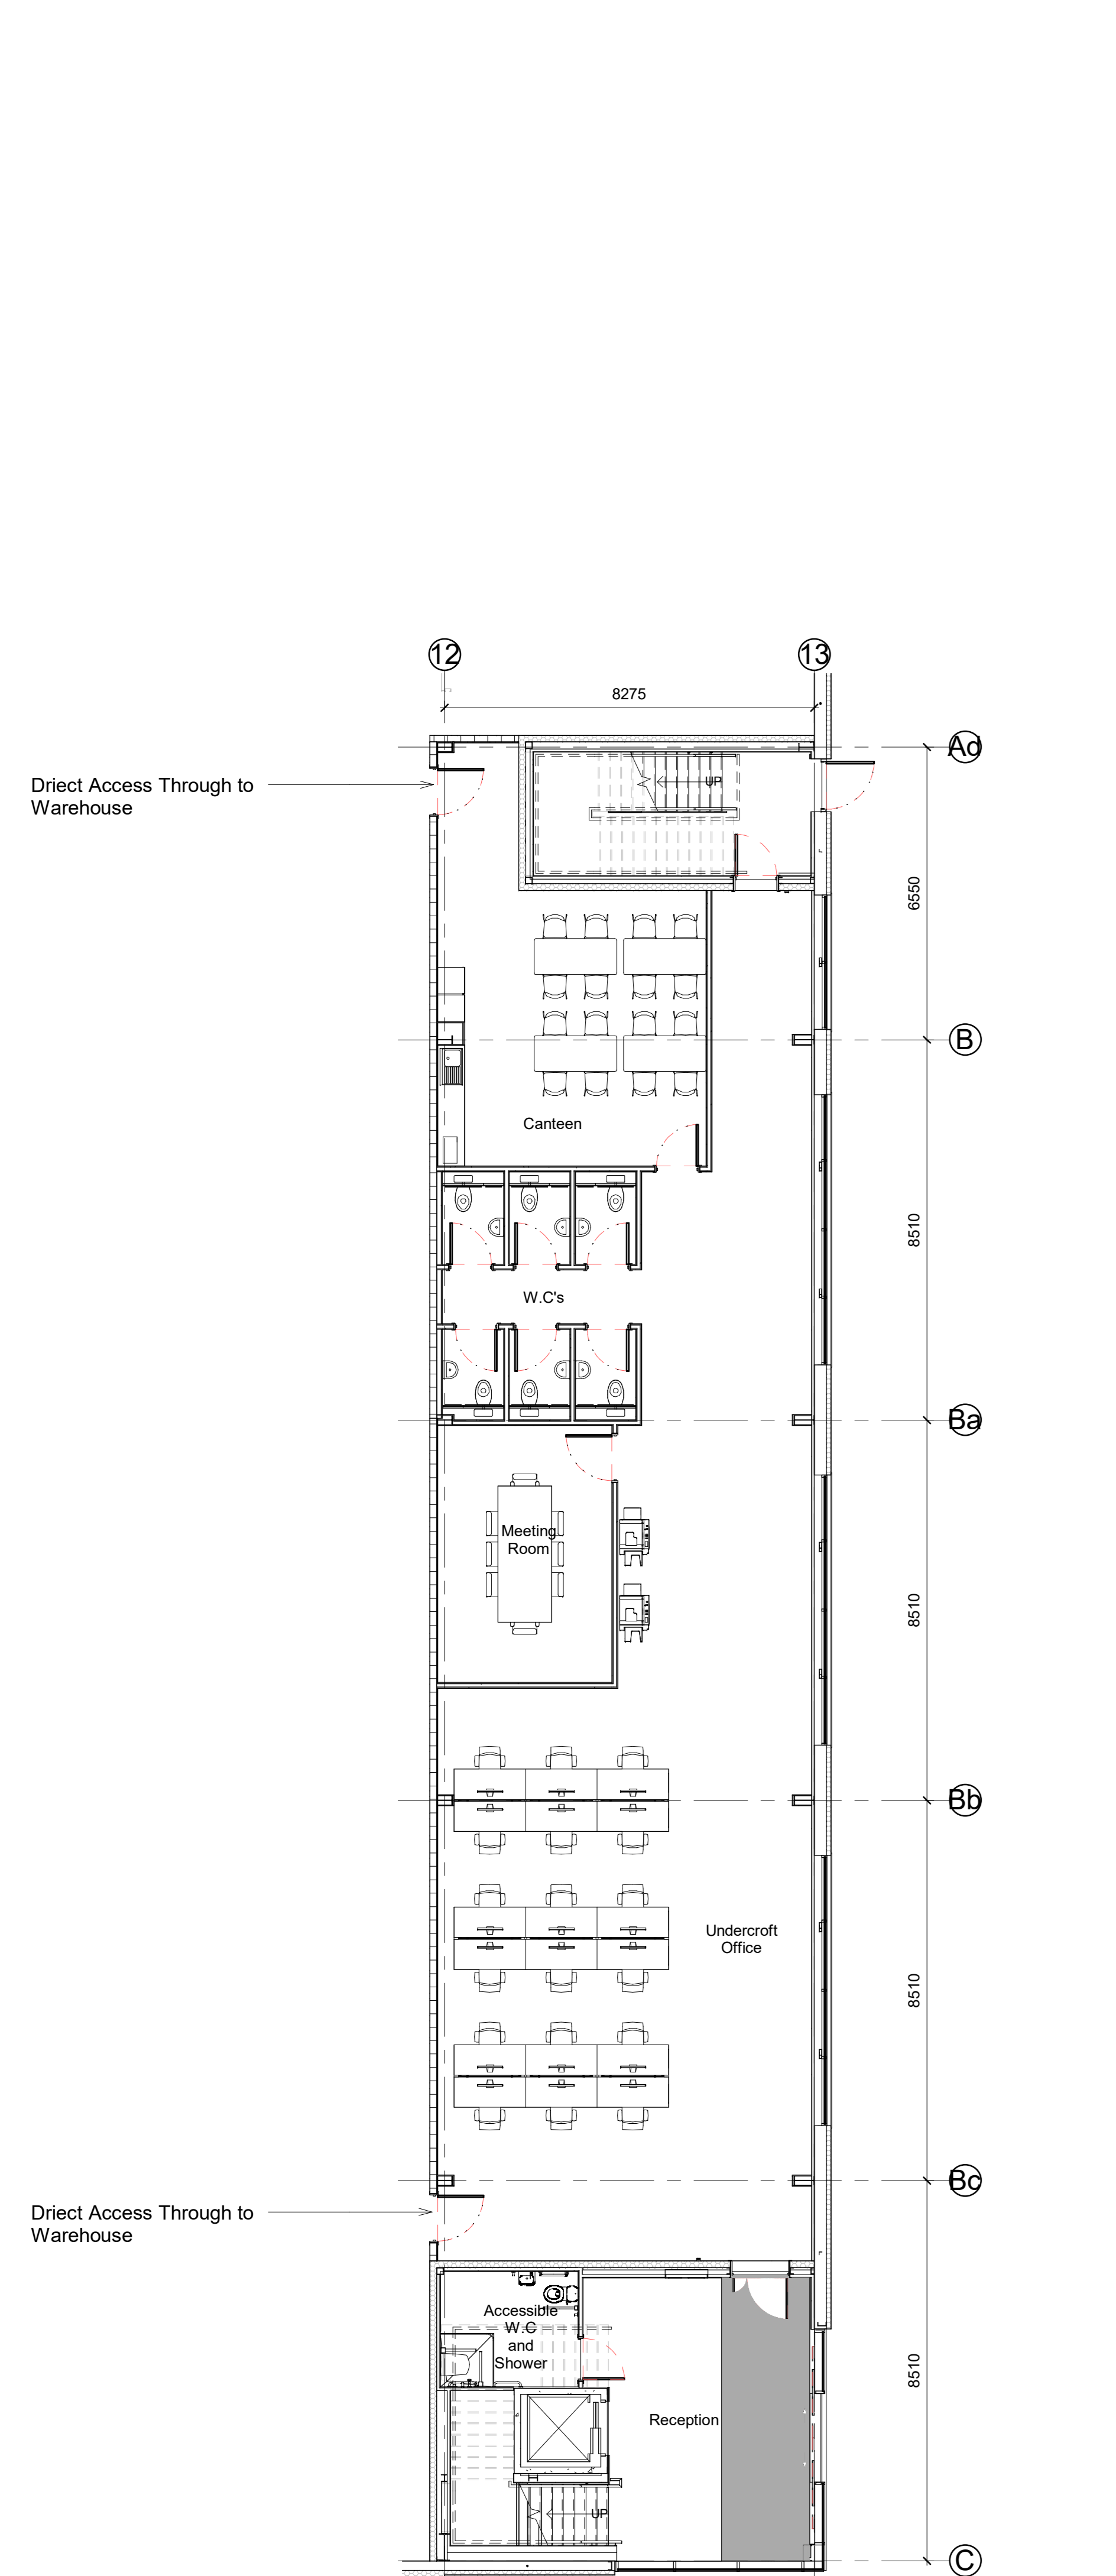 12
13
8275
Ad
Driect Access Through to
Warehouse
UP
6550
B
Canteen
8510
W.C's
Ba
Meeting
Room
8510
Bb
Undercroft
Office
8510
Bc
Driect Access Through to
Warehouse
Accessible
W.C
and
Shower
8510
Reception
UP
C